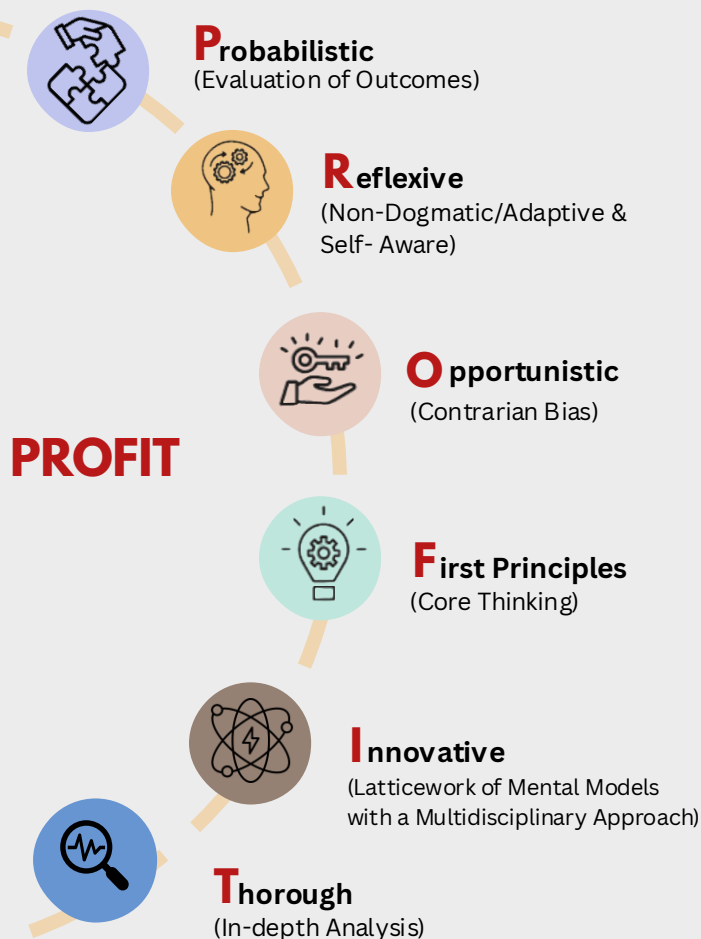 Probabilistic
(Evaluation of Outcomes)
Reflexive
(Non-Dogmatic/Adaptive &
Self- Aware)
Opportunistic
(Contrarian Bias)
PROFIT
First Principles
(Core Thinking)
Innovative
(Latticework of Mental Models
with a Multidisciplinary Approach)
Thorough
(In-depth Analysis)